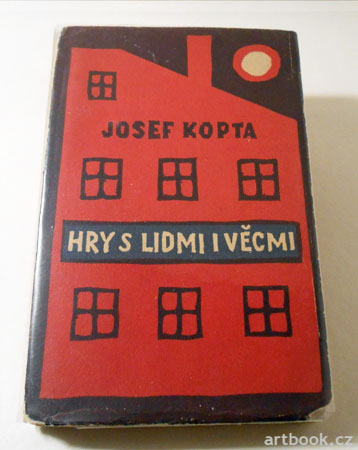 JOSEF KOPTA
HRY S LIDMI I VĚCMI
artbook.cz